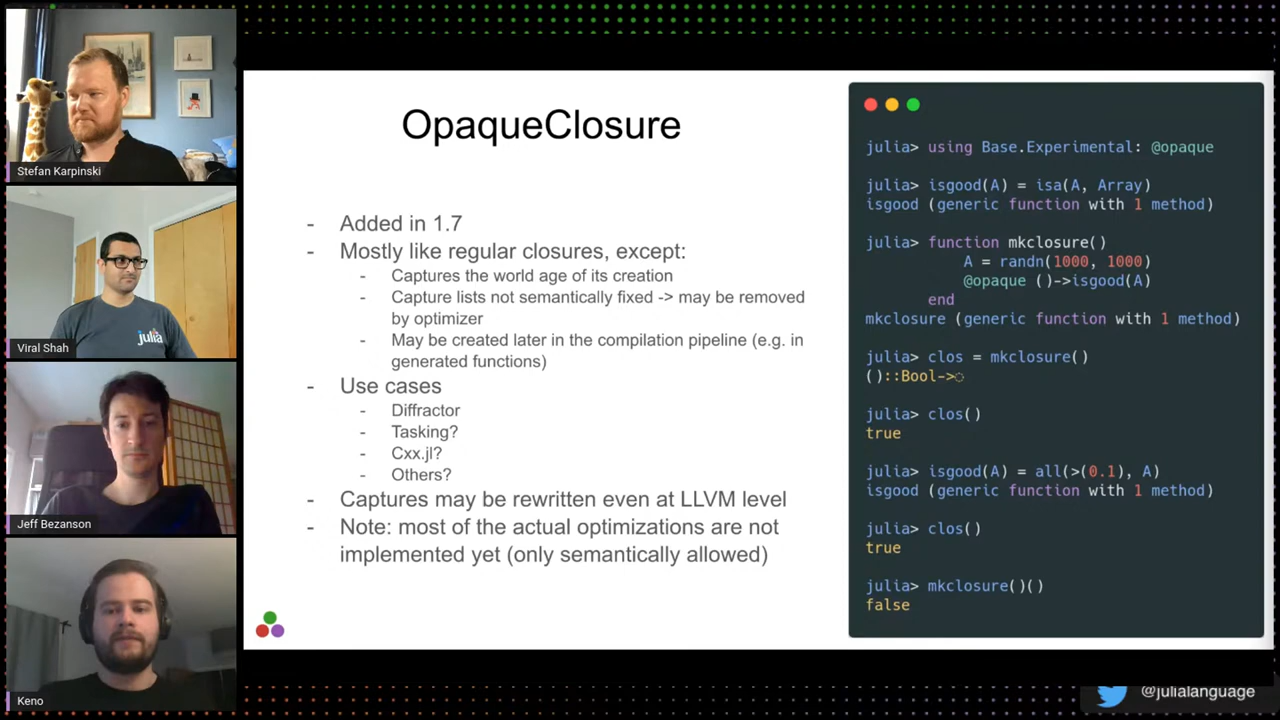 Stefan Karpinski
Viral Shah
julia
Jeff Bezanson
Keno
OpaqueClosure
- Added in 1.7
- Mostly like regular closures, except:
- Captures the world age of its creation
- Capture lists not semantically fixed -> may be removed
by optimizer
- May be created later in the compilation pipeline (e.g. in
generated functions)
- Use cases
- Diffractor
- Tasking?
- Cxx.jl?
- Others?
- Captures may be rewritten even at LLVM level
- Note: most of the actual optimizations are not
implemented yet (only semantically allowed)
julia> using Base.Experimental: @opaque
julia> isgood(A) = isa(A, Array)
isgood (generic function with 1 method)
julia> function mkclosure()
A = randn(1000, 1000)
@opaque ()->isgood(A)
end
mkclosure (generic function with 1 method)
julia> clos = mkclosure()
()::Bool->◌
julia> clos()
true
julia> isgood(A) = all(>(0.1), A)
isgood (generic function with 1 method)
julia> clos()
true
julia> mkclosure()()
false
@julialanguage